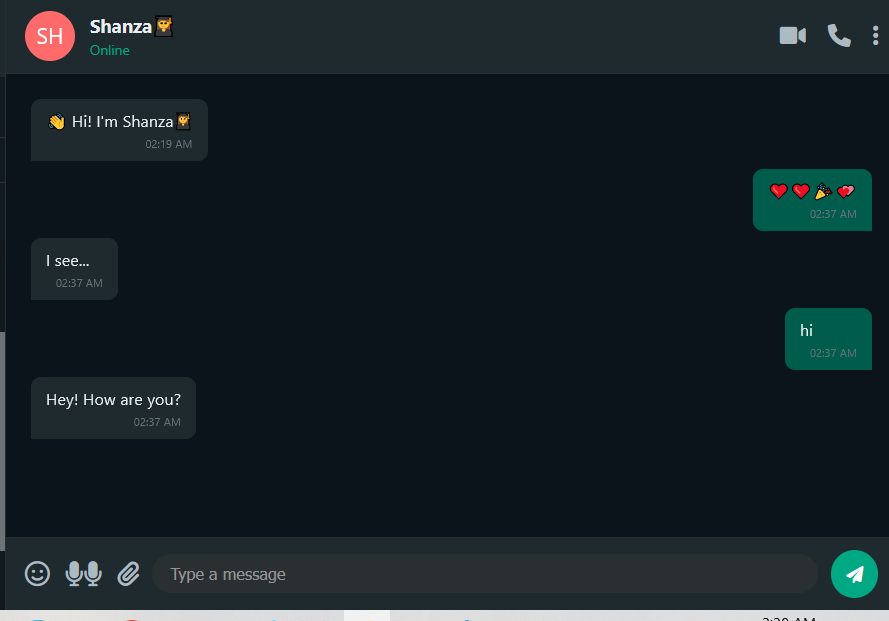 SH
Shanza👩‍🎓
Online
👋 Hi! I'm Shanza👩‍🎓
02:19 AM
❤️❤️🎉💕
02:37 AM
I see...
02:37 AM
hi
02:37 AM
Hey! How are you?
02:37 AM
Type a message